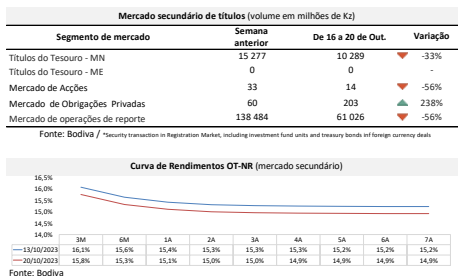 Mercado secundário de títulos (volume em milhões de Kz)
Segmento de mercado Semana anterior De 16 a 20 de Out. Variação
Títulos do Tesouro - MN 15 277 10 289 -33%
Títulos do Tesouro - ME 0 0 -
Mercado de Acções 33 14 -56%
Mercado de Obrigações Privadas 60 203 238%
Mercado de operações de reporte 138 484 61 026 -56%
Fonte: Bodiva / *Security transaction in Registration Market, including investment fund units and treasury bonds inf foreign currency deals
Curva de Rendimentos OT-NR (mercado secundário)
16,5%
16,0%
15,5%
15,0%
14,5%
14,0%
3M 6M 1A 2A 3A 4A 5A 6A 7A
13/10/2023 16,1% 15,6% 15,4% 15,3% 15,3% 15,2% 15,2% 15,2% 15,2%
20/10/2023 15,8% 15,3% 15,1% 15,0% 15,0% 14,9% 14,9% 14,9% 14,9%
Fonte: Bodiva